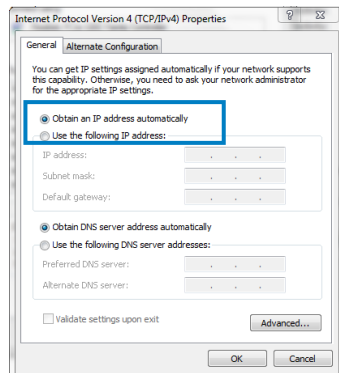 Internet Protocol Version 4 (TCP/IPv4) Properties
General
Alternate Configuration
You can get IP settings assigned automatically if your network supports
this capability. Otherwise, you need to ask your network administrator
for the appropriate IP settings.
Obtain an IP address automatically
Use the following IP address:
IP address:
Subnet mask:
Default gateway:
Obtain DNS server address automatically
Use the following DNS server addresses:
Preferred DNS server:
Alternate DNS server:
Validate settings upon exit
Advanced...
OK
Cancel